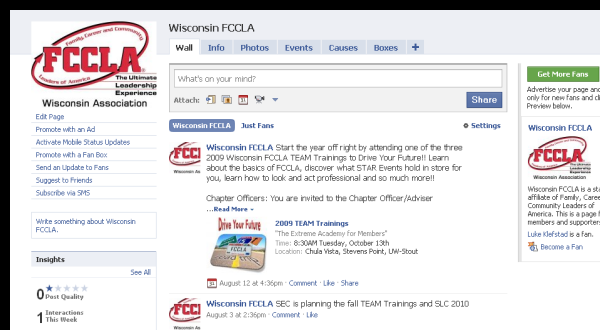 Wisconsin FCCLA
Wall Info Photos Events Causes Boxes +
Family, Career and Community
FCCLA
Leaders of America
The Ultimate
Leadership
Experience
Wisconsin Association
Edit Page
Promote with an Ad
Activate Mobile Status Updates
Promote with a Fan Box
Send an Update to Fans
Suggest to Friends
Subscribe via SMS
Write something about Wisconsin
FCCLA.
Insights
See All
0 Post Quality
1 Interactions
This Week
What's on your mind?
Attach:
31
Share
Wisconsin FCCLA Just Fans
Settings
FCCL
Wisconsin FCCLA Start the year off right by attending one of the three
2009 Wisconsin FCCLA TEAM Trainings to Drive Your Future!! Learn
about the basics of FCCLA, discover what STAR Events hold in store for
you, learn how to look and act professional and so much more!!
Chapter Officers: You are invited to the Chapter Officer/Adviser
...Read More
Drive Your Future
FCCLA
2009 TEAM Trainings
"The Extreme Academy for Members"
Time: 8:30AM Tuesday, October 13th
Location: Chula Vista, Stevens Point, UW-Stout
31 August 12 at 4:36pm · Comment · Like · Share
FCCL
Wisconsin As
Wisconsin FCCLA SEC is planning the fall TEAM Trainings and SLC 2010
August 3 at 2:36pm · Comment · Like
Get More Fans
Advertise your page and
only for new fans and
Preview below.
Wisconsin FCCLA
FCCLA
Wisconsin Association
Wisconsin FCCLA is a
affiliate of Family, Caree
Community Leaders of
America. This is a page f
members and supporter
Luke Klefstad is a fan.
Become a Fan